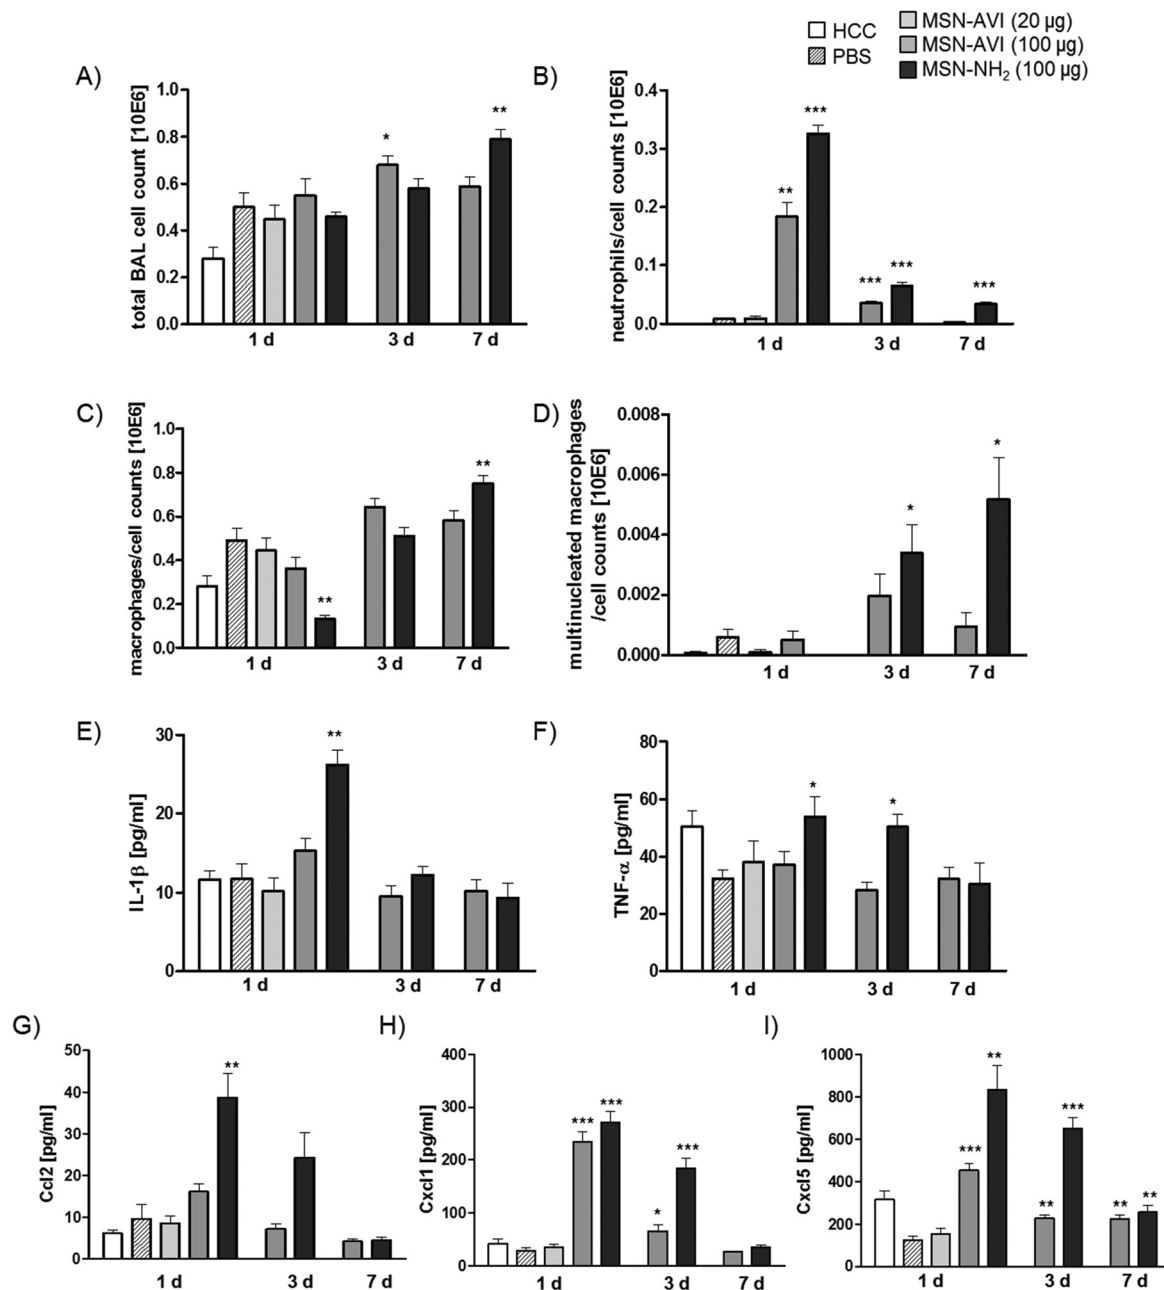 HCC
PBS
MSN-AVI (20 µg)
MSN-AVI (100 µg)
MSN-NH₂ (100 µg)
A)
total BAL cell count [10E6]
1.0
0.8
0.6
0.4
0.2
0.0
*
**
1 d
3 d
7 d
B)
neutrophils/cell counts [10E6]
0.4
0.3
0.2
0.1
0.0
**
***
***
***
***
1 d
3 d
7 d
C)
macrophages/cell counts [10E6]
1.0
0.8
0.6
0.4
0.2
0.0
**
**
1 d
3 d
7 d
D)
multinucleated macrophages
/cell counts [10E6]
0.008
0.006
0.004
0.002
0.000
*
*
1 d
3 d
7 d
E)
IL-1β [pg/ml]
30
20
10
0
**
1 d
3 d
7 d
F)
TNF-α [pg/ml]
80
60
40
20
0
*
*
1 d
3 d
7 d
G)
Ccl2 [pg/ml]
50
40
30
20
10
0
**
1 d
3 d
7 d
H)
Cxcl1 [pg/ml]
400
300
200
100
0
***
***
*
***
1 d
3 d
7 d
I)
Cxcl5 [pg/ml]
1000
800
600
400
200
0
***
**
**
***
**
**
1 d
3 d
7 d